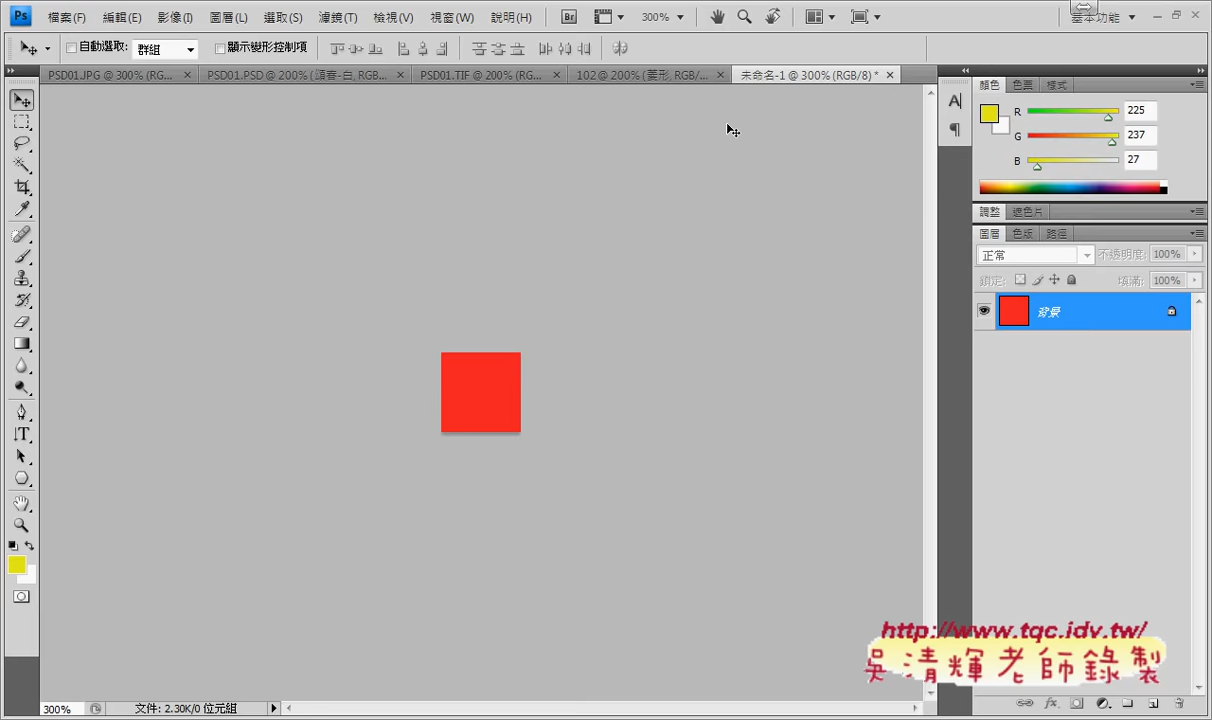 Ps 檔案(F) 編輯(E) 影像(I) 圖層(L) 選取(S) 濾鏡(T) 檢視(V) 視窗(W) 說明(H) Br 300% 基本功能
自動選取: 群組 顯示變形控制項
PSD01.JPG @ 300% (RG... PSD01.PSD @ 200% (頭春-白, RGB... PSD01.TIF @ 200% (RG... 102 @ 200% (菱形, RGB/... 未命名-1 @ 300%(RGB/8) *
顏色 色票 樣式
R 225
G 237
B 27
調整 遮色片
圖層 色版 路徑
正常 不透明度: 100%
鎖定: 填滿: 100%
背景
T
A
http://www.tqc.idv.tw/
吳清輝老師錄製
300% 文件: 2.30K/0 位元組
fx